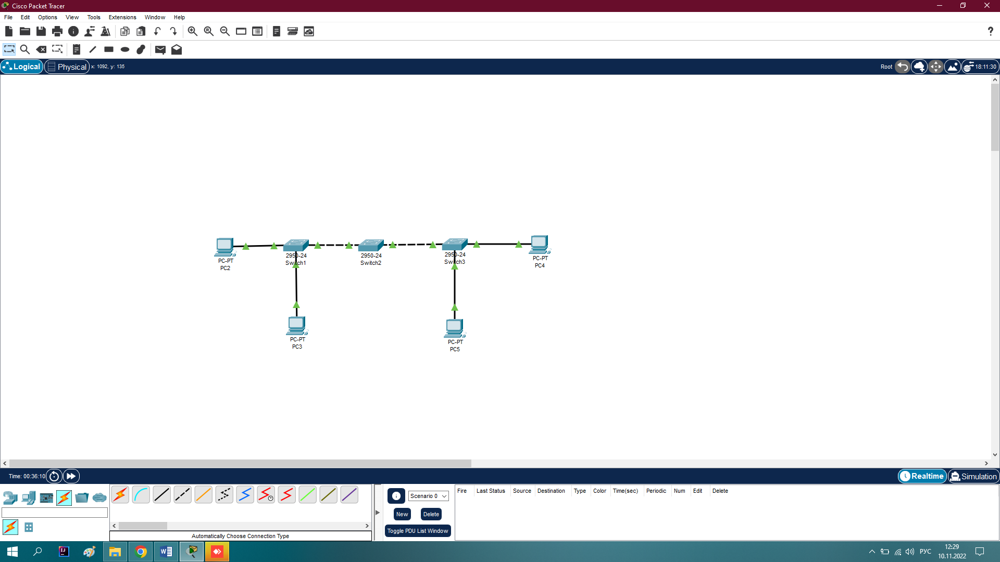 Cisco Packet Tracer
File Edit Options View Tools Extensions Window Help
?
Logical Physical x: 1092, y: 135 Root 18:11:30
PC-PT
PC2
2950-24
Switch1
2950-24
Switch2
2950-24
Switch3
PC-PT
PC4
PC-PT
PC3
PC-PT
PC5
Time: 00:36:10 Realtime Simulation
Scenario 0
New Delete
Toggle PDU List Window
Fire Last Status Source Destination Type Color Time(sec) Periodic Num Edit Delete
Automatically Choose Connection Type
РУС
12:29
10.11.2022